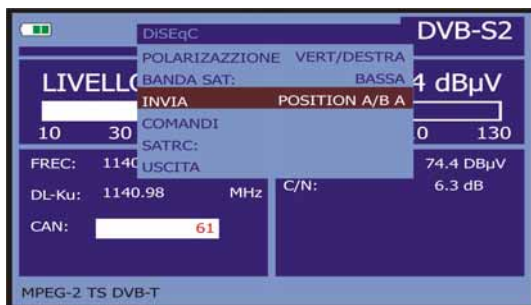 DiSEqC DVB-S2
POLARIZAZZIONE VERT/DESTRA
LIVELLO BANDA SAT: BASSA 4 dBµV
INVIA POSITION A/B A
10 30 COMANDI 0 130
SATRC:
FREC: 1140 USCITA 74.4 DBµV
DL-Ku: 1140.98 MHz C/N: 6.3 dB
CAN: 61
MPEG-2 TS DVB-T